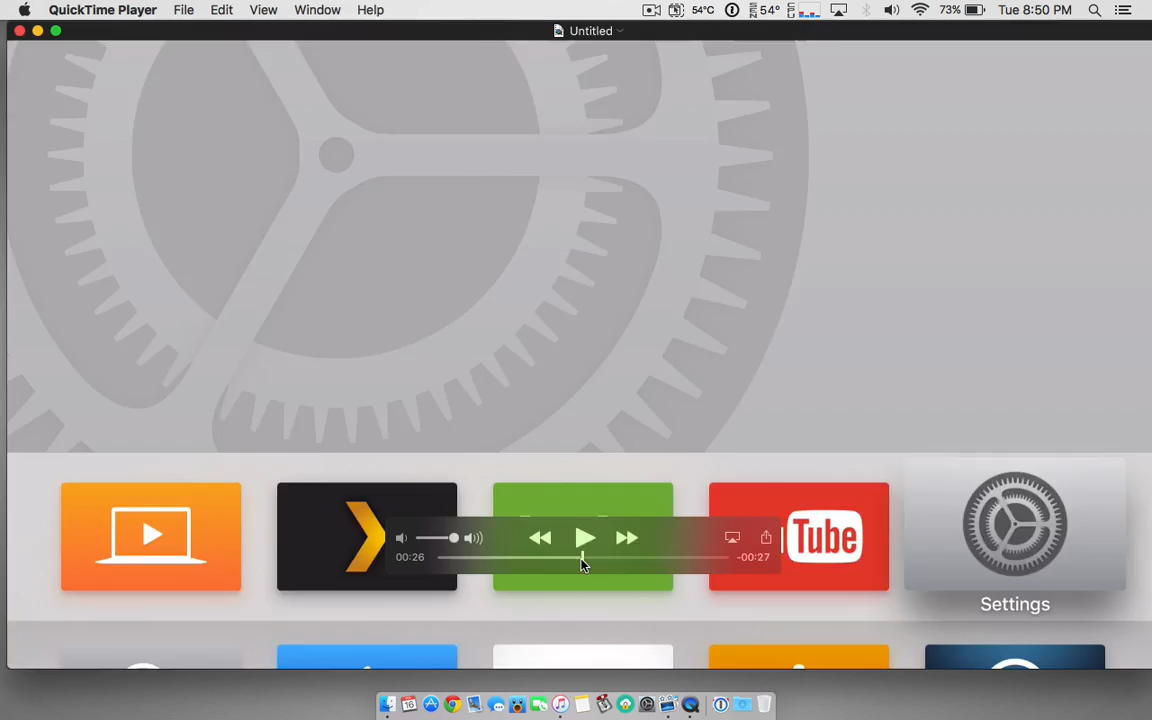 QuickTime Player File Edit View Window Help 54°C 54° 73% Tue 8:50 PM
Untitled
Tube
00:26 -00:27
Settings
16